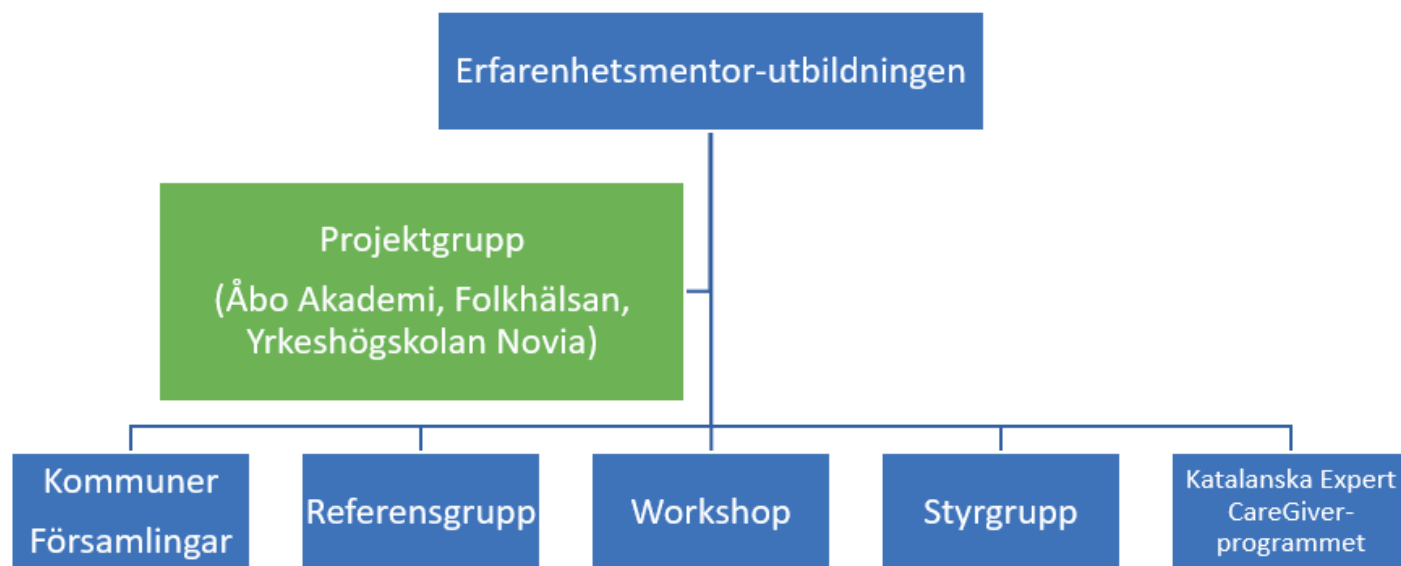 Erfarenhetsmentor-utbildningen
Projektgrupp
(Åbo Akademi, Folkhälsan,
Yrkeshögskolan Novia)
Kommuner
Församlingar
Referensgrupp
Workshop
Styrgrupp
Katalanska Expert
CareGiver-
programmet